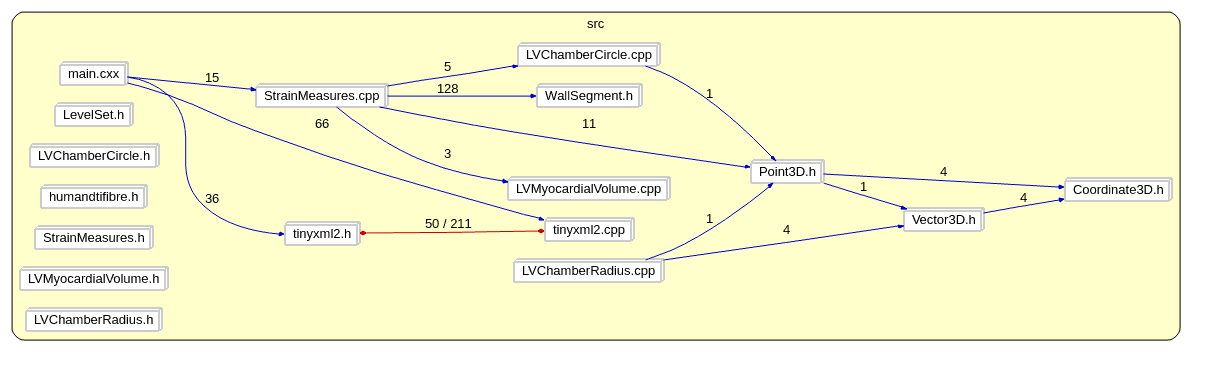 src
main.cxx
LevelSet.h
LVChamberCircle.h
humandtifibre.h
StrainMeasures.h
LVMyocardialVolume.h
LVChamberRadius.h
15
66
36
StrainMeasures.cpp
tinyxml2.h
5
128
11
3
50 / 211
LVChamberCircle.cpp
WallSegment.h
LVMyocardialVolume.cpp
tinyxml2.cpp
LVChamberRadius.cpp
1
1
4
Point3D.h
4
1
Vector3D.h
4
Coordinate3D.h